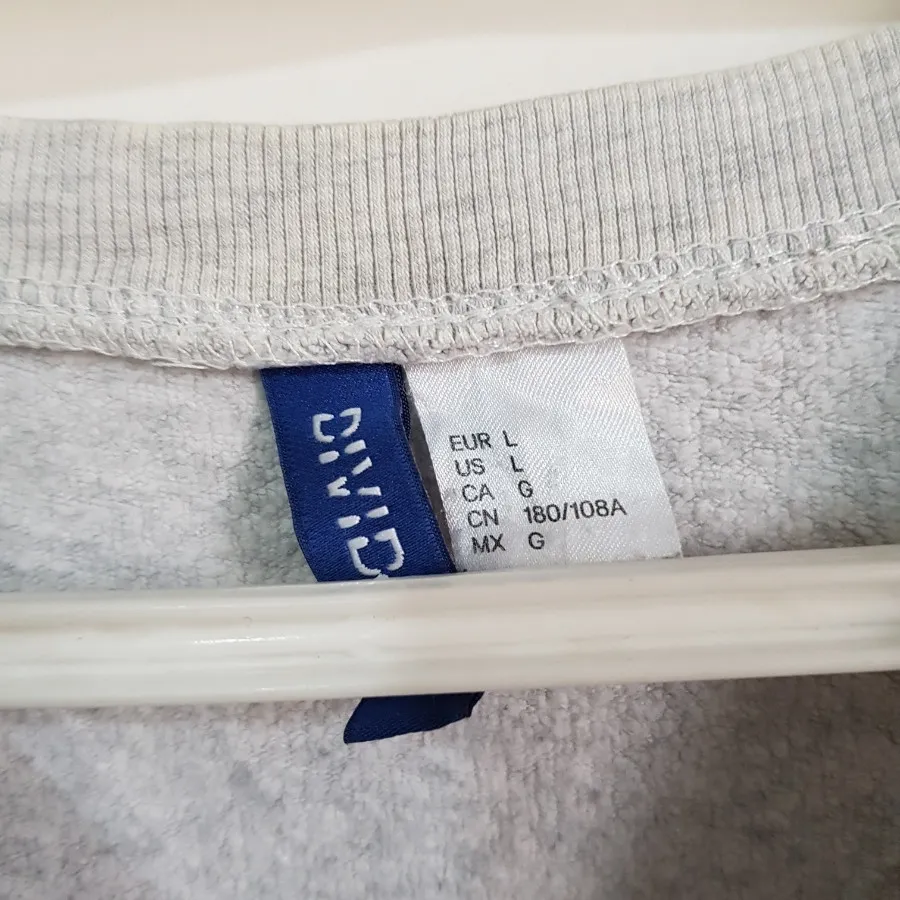 EUR L
US L
CA G
CN 180/108A
MX G